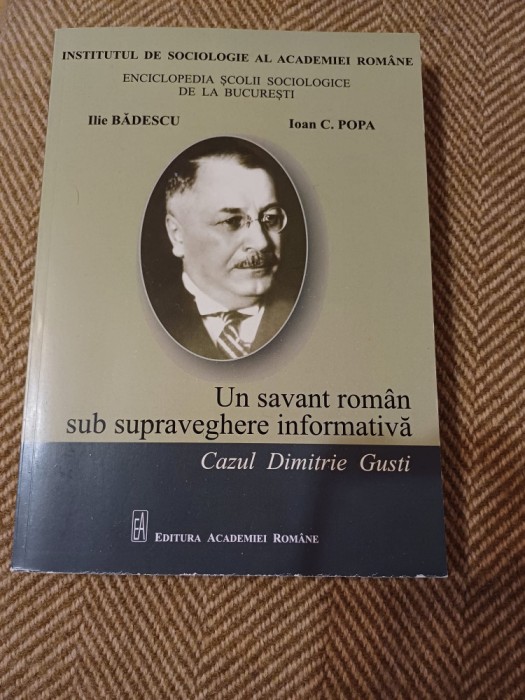 INSTITUTUL DE SOCIOLOGIE AL ACADEMIEI ROMÂNE
ENCICLOPEDIA ŞCOLII SOCIOLOGICE
DE LA BUCUREŞTI
Ilie BĂDESCU Ioan C. POPA
Un savant român
sub supraveghere informativă
Cazul Dimitrie Gusti
EA EDITURA ACADEMIEI ROMÂNE